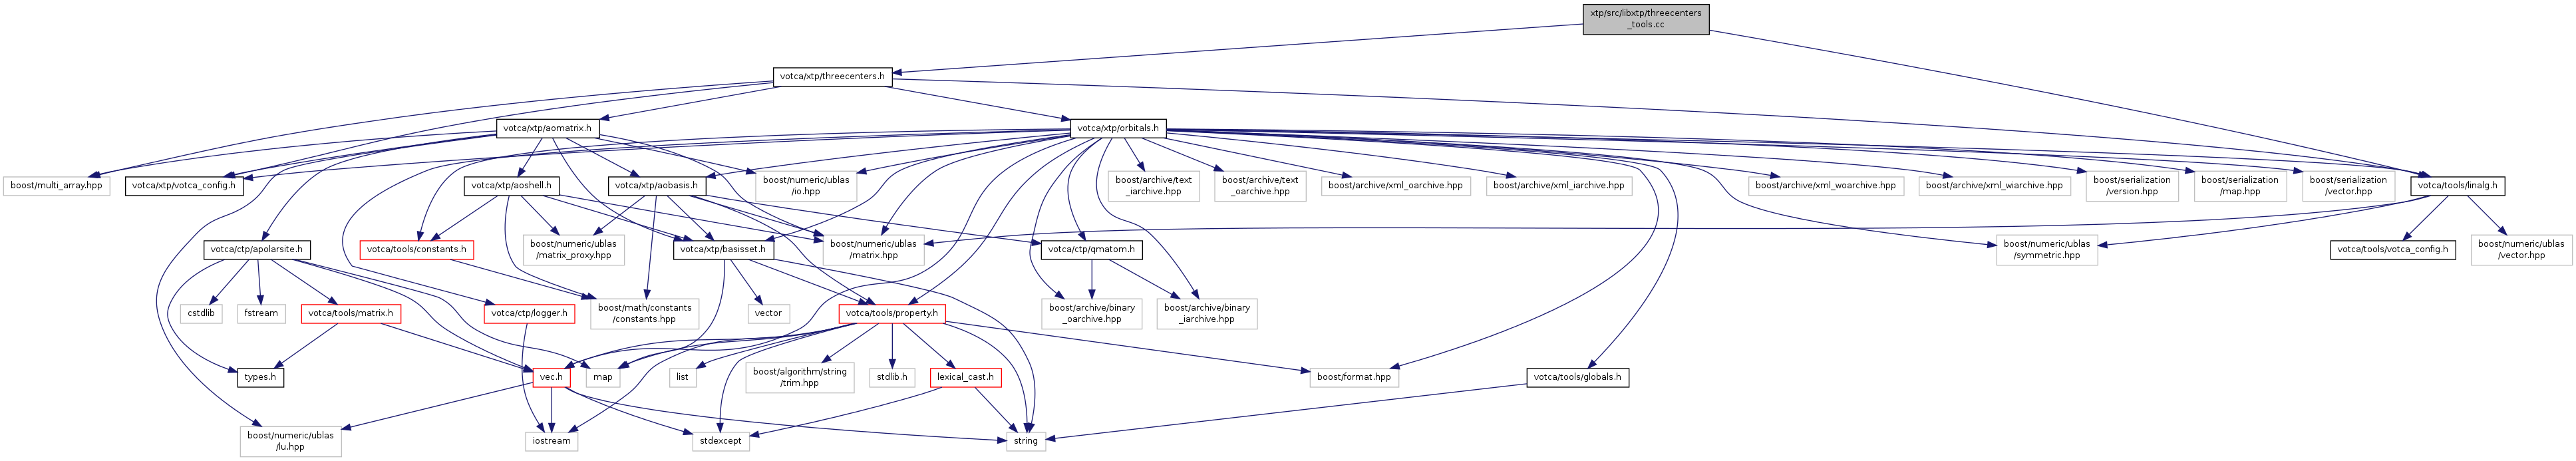 xtp/src/libxtp/threecenters
_tools.cc
votca/xtp/threecenters.h
votca/xtp/aomatrix.h
votca/xtp/orbitals.h
boost/multi_array.hpp
votca/xtp/votca_config.h
votca/xtp/aoshell.h
votca/xtp/aobasis.h
boost/numeric/ublas
/io.hpp
boost/archive/text
_iarchive.hpp
boost/archive/text
_oarchive.hpp
boost/archive/xml_oarchive.hpp
boost/archive/xml_iarchive.hpp
boost/archive/xml_woarchive.hpp
boost/archive/xml_wiarchive.hpp
boost/serialization
/version.hpp
boost/serialization
/map.hpp
boost/serialization
/vector.hpp
votca/tools/linalg.h
votca/ctp/apolarsite.h
votca/tools/constants.h
boost/numeric/ublas
/matrix_proxy.hpp
votca/xtp/basisset.h
boost/numeric/ublas
/matrix.hpp
votca/ctp/qmatom.h
boost/numeric/ublas
/symmetric.hpp
votca/tools/votca_config.h
boost/numeric/ublas
/vector.hpp
cstdlib
fstream
votca/tools/matrix.h
votca/ctp/logger.h
boost/math/constants
/constants.hpp
vector
votca/tools/property.h
boost/archive/binary
_oarchive.hpp
boost/archive/binary
_iarchive.hpp
types.h
vec.h
map
list
boost/algorithm/string
/trim.hpp
stdlib.h
lexical_cast.h
boost/format.hpp
votca/tools/globals.h
boost/numeric/ublas
/lu.hpp
iostream
stdexcept
string